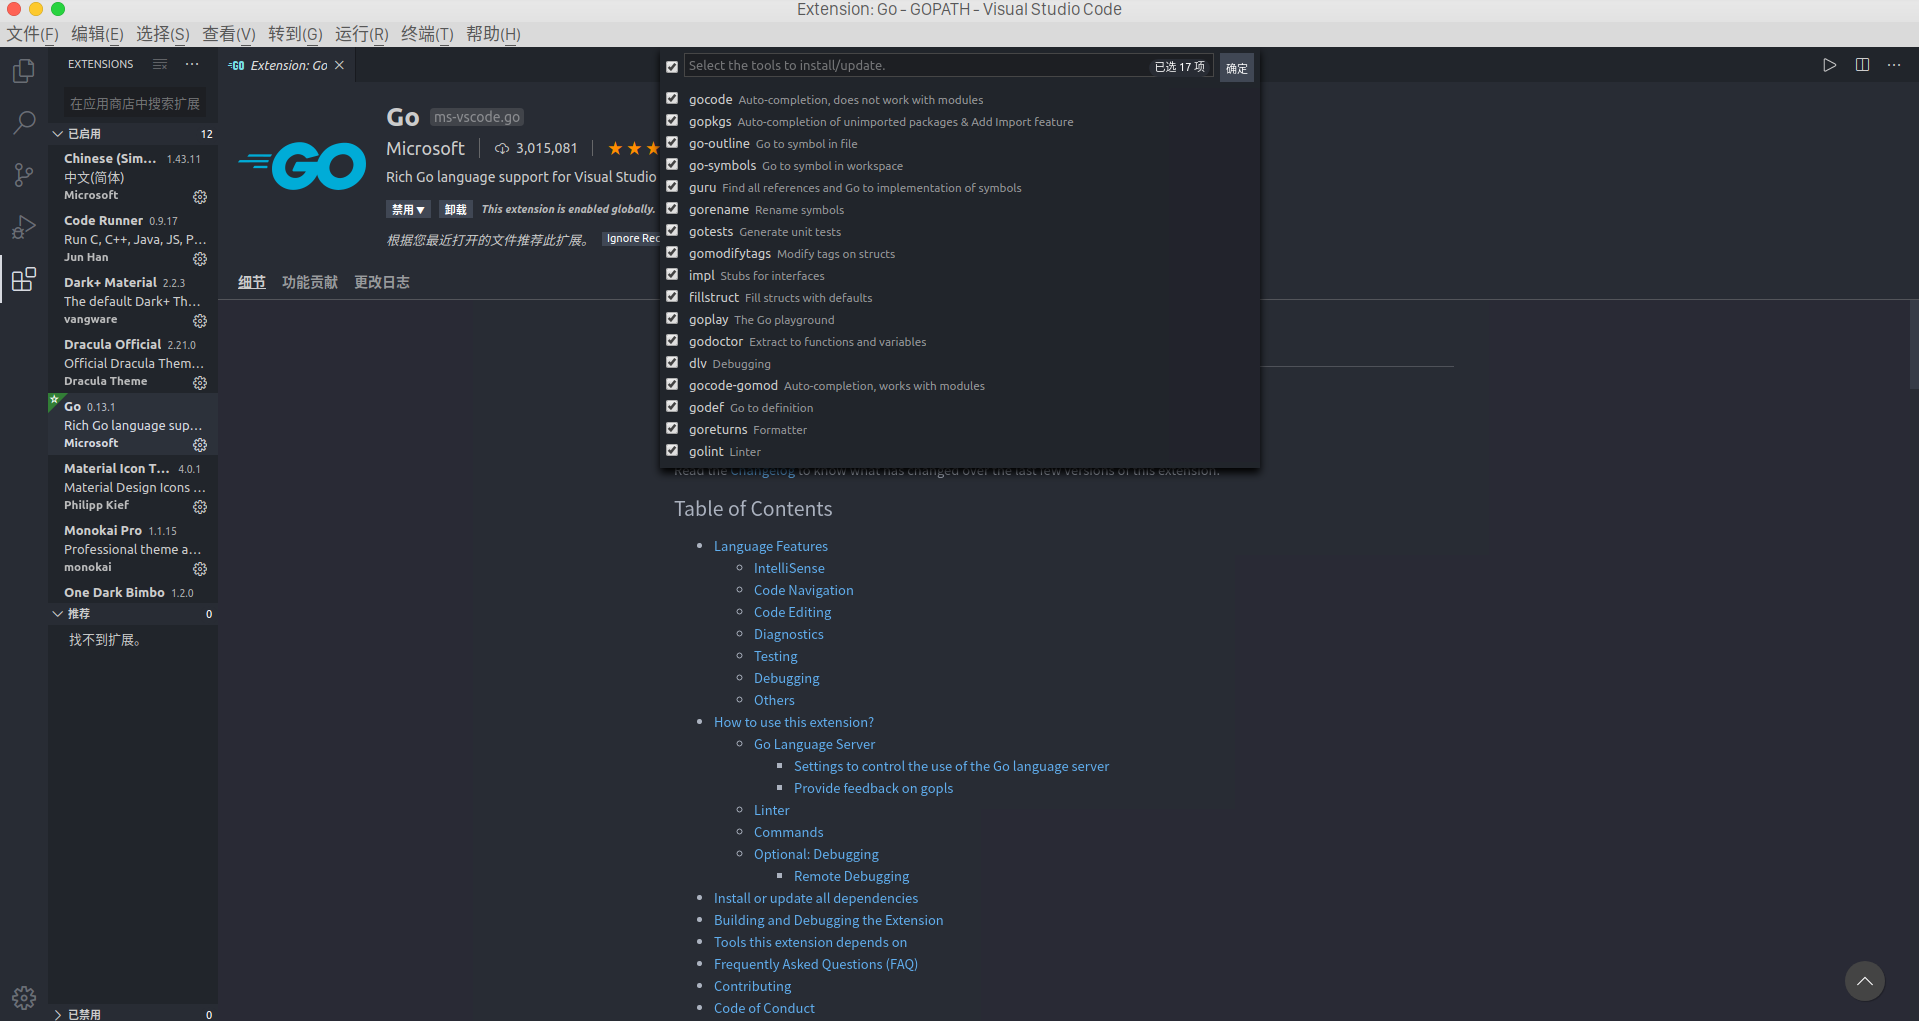 Extension: Go - GOPATH - Visual Studio Code
文件(F) 编辑(E) 选择(S) 查看(V) 转到(G) 运行(R) 终端(T) 帮助(H)
EXTENSIONS
在应用商店中搜索扩展
已启用 12
Chinese (Sim... 1.43.11
中文(简体)
Microsoft
Code Runner 0.9.17
Run C, C++, Java, JS, P...
Jun Han
Dark+ Material 2.2.3
The default Dark+ Th...
vangware
Dracula Official 2.21.0
Official Dracula Them...
Dracula Theme
Go 0.13.1
Rich Go language sup...
Microsoft
Material Icon T... 4.0.1
Material Design Icons ...
Philipp Kief
Monokai Pro 1.1.15
Professional theme a...
monokai
One Dark Bimbo 1.2.0
推荐 0
找不到扩展。
已禁用 0
GO Extension: Go
GO
Go ms-vscode.go
Microsoft 3,015,081
Rich Go language support for Visual Studio
禁用 卸载 This extension is enabled globally.
根据您最近打开的文件推荐此扩展。 Ignore Rec
细节 功能贡献 更改日志
Select the tools to install/update. 已选 17 项 确定
gocode Auto-completion, does not work with modules
gopkgs Auto-completion of unimported packages & Add Import feature
go-outline Go to symbol in file
go-symbols Go to symbol in workspace
guru Find all references and Go to implementation of symbols
gorename Rename symbols
gotests Generate unit tests
gomodifytags Modify tags on structs
impl Stubs for interfaces
fillstruct Fill structs with defaults
goplay The Go playground
godoctor Extract to functions and variables
dlv Debugging
gocode-gomod Auto-completion, works with modules
godef Go to definition
goreturns Formatter
golint Linter
Read the Changelog to know what has changed over the last few versions of this extension.
Table of Contents
Language Features
IntelliSense
Code Navigation
Code Editing
Diagnostics
Testing
Debugging
Others
How to use this extension?
Go Language Server
Settings to control the use of the Go language server
Provide feedback on gopls
Linter
Commands
Optional: Debugging
Remote Debugging
Install or update all dependencies
Building and Debugging the Extension
Tools this extension depends on
Frequently Asked Questions (FAQ)
Contributing
Code of Conduct